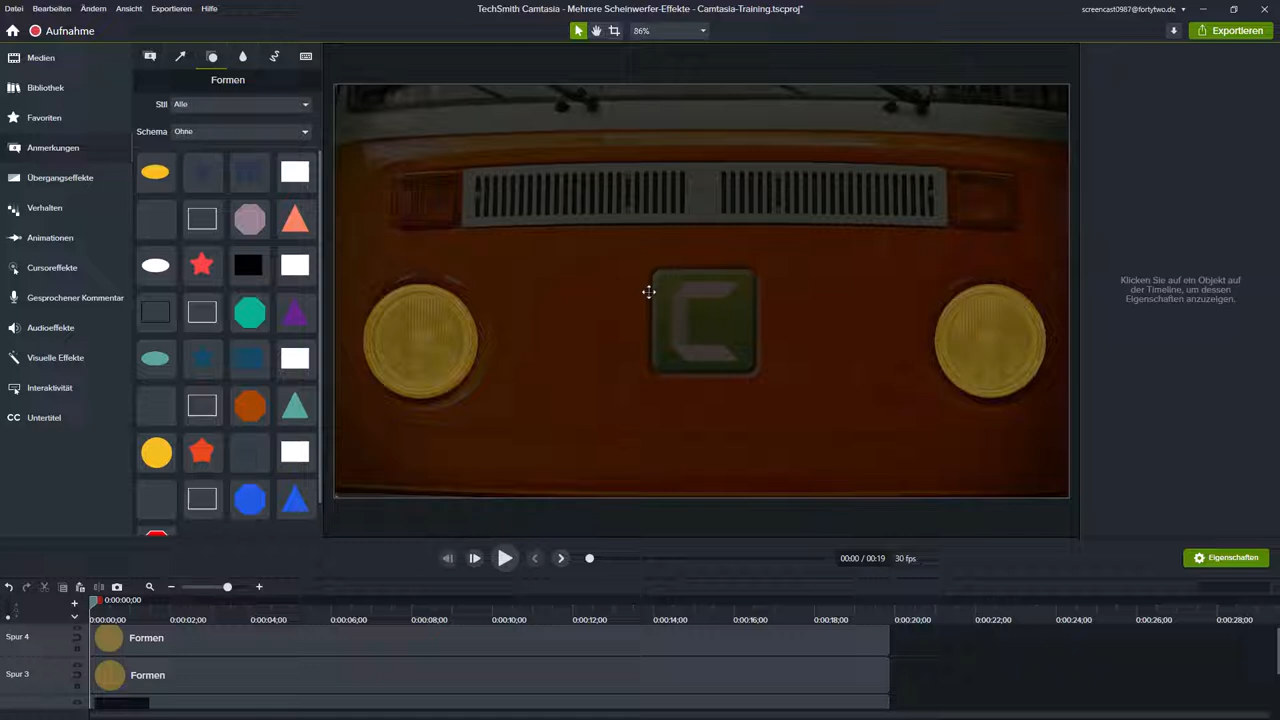 TechSmith Camtasia - Mehrere Scheinwerfer-Effekte - Camtasia-Training.tscproj*
Datei Bearbeiten Ändern Ansicht Exportieren Hilfe
screencast0987@fortytwo.de
Aufnahme
86%
Exportieren
Medien
Bibliothek
Favoriten
Anmerkungen
Übergangseffekte
Verhalten
Animationen
Cursoreffekte
Gesprochener Kommentar
Audioeffekte
Visuelle Effekte
Interaktivität
CC Untertitel
Formen
Stil Alle
Schema Ohne
C
Klicken Sie auf ein Objekt auf
der Timeline, um dessen
Eigenschaften anzuzeigen.
00:00 / 00:19 30 fps
Eigenschaften
0:00:00;00
0:00:00;00 0:00:02;00 0:00:04;00 0:00:06;00 0:00:08;00 0:00:10;00 0:00:12;00 0:00:14;00 0:00:16;00 0:00:18;00 0:00:20;00 0:00:22;00 0:00:24;00 0:00:26;00 0:00:28;00
Spur 4 Formen
Spur 3 Formen